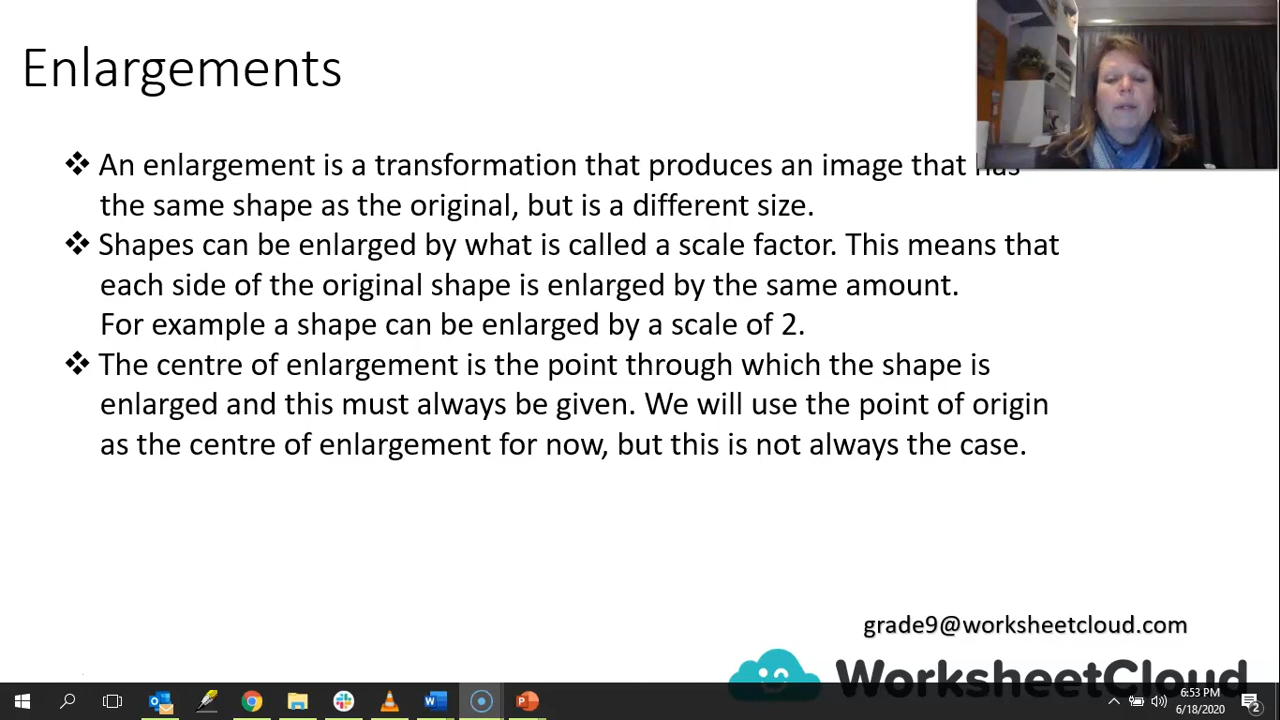 Enlargements
❖ An enlargement is a transformation that produces an image that has
the same shape as the original, but is a different size.
❖ Shapes can be enlarged by what is called a scale factor. This means that
each side of the original shape is enlarged by the same amount.
For example a shape can be enlarged by a scale of 2.
❖ The centre of enlargement is the point through which the shape is
enlarged and this must always be given. We will use the point of origin
as the centre of enlargement for now, but this is not always the case.
grade9@worksheetcloud.com
WorksheetCloud
6:53 PM
6/18/2020
2